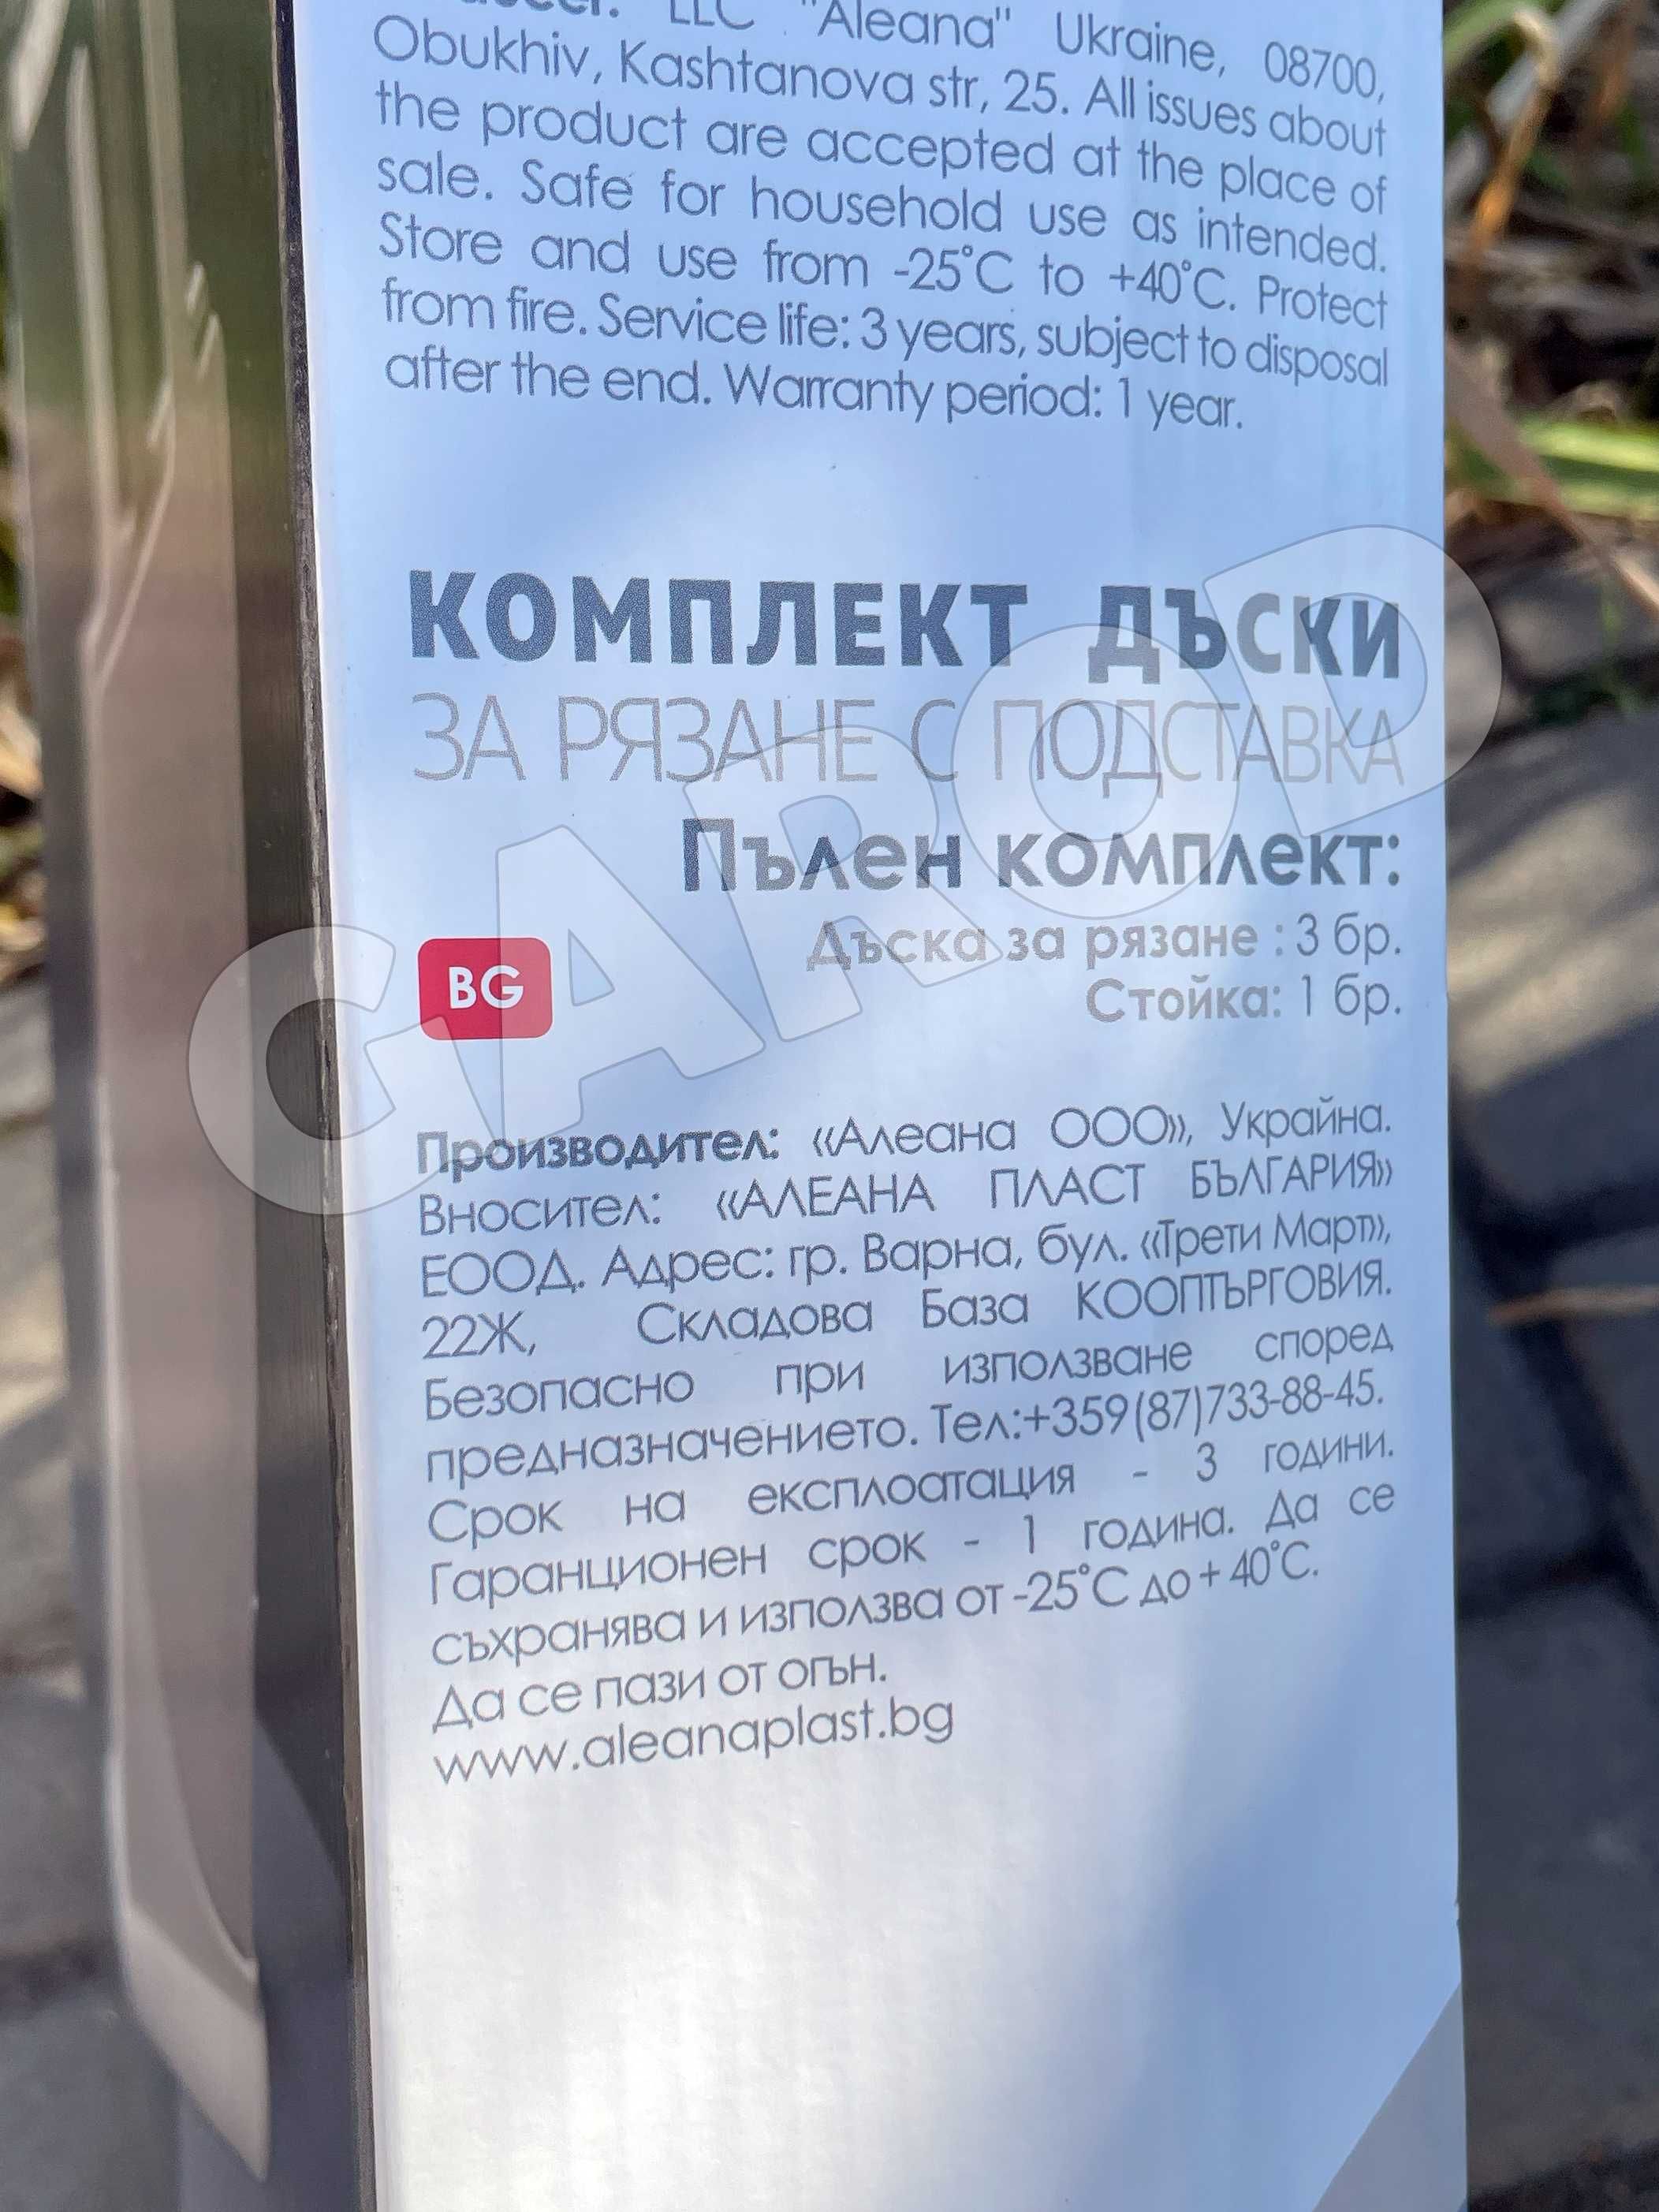 LLC "Aleana" Ukraine, 08700,
Obukhiv, Kashtanova str, 25. All issues about
the product are accepted at the place of
sale. Safe for household use as intended.
Store and use from -25°C to +40°C. Protect
from fire. Service life: 3 years, subject to disposal
after the end. Warranty period: 1 year.
КОМПЛЕКТ ДЪСКИ
ЗА РЯЗАНЕ С ПОДСТАВКА
Пълен комплект:
Дъска за рязане : 3 бр.
Стойка: 1 бр.
BG
GAROP
Производител: «Алеана ООО», Украйна.
Вносител: «АЛЕАНА ПЛАСТ БЪЛГАРИЯ»
ЕООД. Адрес: гр. Варна, бул. «Трети Март»,
22Ж, Складова База КООПТЪРГОВИЯ.
Безопасно при използване според
предназначението. Тел:+359(87)733-88-45.
Срок на експлоатация - 3 години.
Гаранционен срок - 1 година. Да се
съхранява и използва от -25°C до + 40°C.
Да се пази от огън.
www.aleanaplast.bg